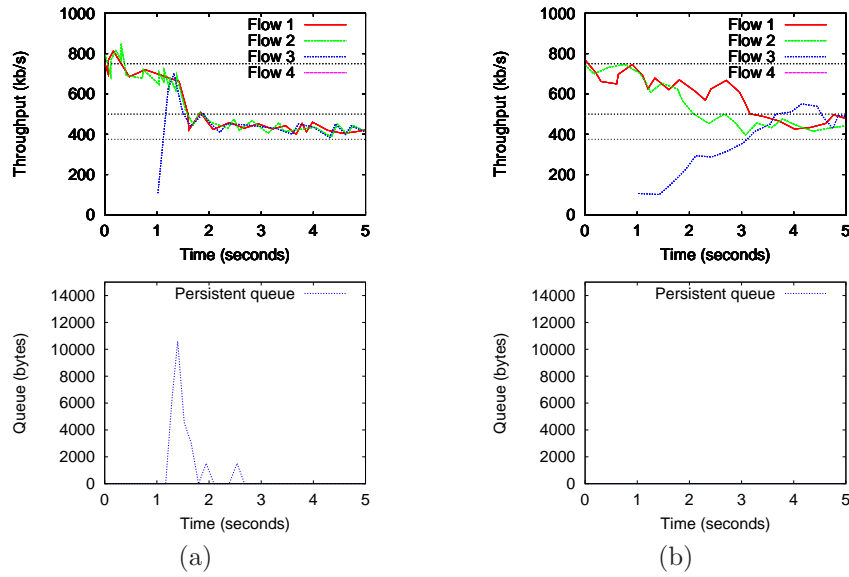 1000
800
600
400
200
0
Throughput (kb/s)
Flow 1
Flow 2
Flow 3
Flow 4
0 1 2 3 4 5
Time (seconds)
1000
800
600
400
200
0
Throughput (kb/s)
Flow 1
Flow 2
Flow 3
Flow 4
0 1 2 3 4 5
Time (seconds)
14000
12000
10000
8000
6000
4000
2000
0
Queue (bytes)
Persistent queue
0 1 2 3 4 5
Time (seconds)
14000
12000
10000
8000
6000
4000
2000
0
Queue (bytes)
Persistent queue
0 1 2 3 4 5
Time (seconds)
(a)
(b)